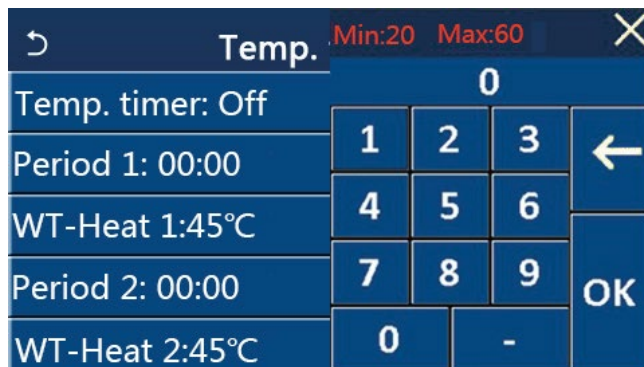 Temp.
Temp. timer: Off
Period 1: 00:00
WT-Heat 1:45℃
Period 2: 00:00
WT-Heat 2:45℃
Min:20 Max:60
0
1 2 3
4 5 6
7 8 9
OK
0 -